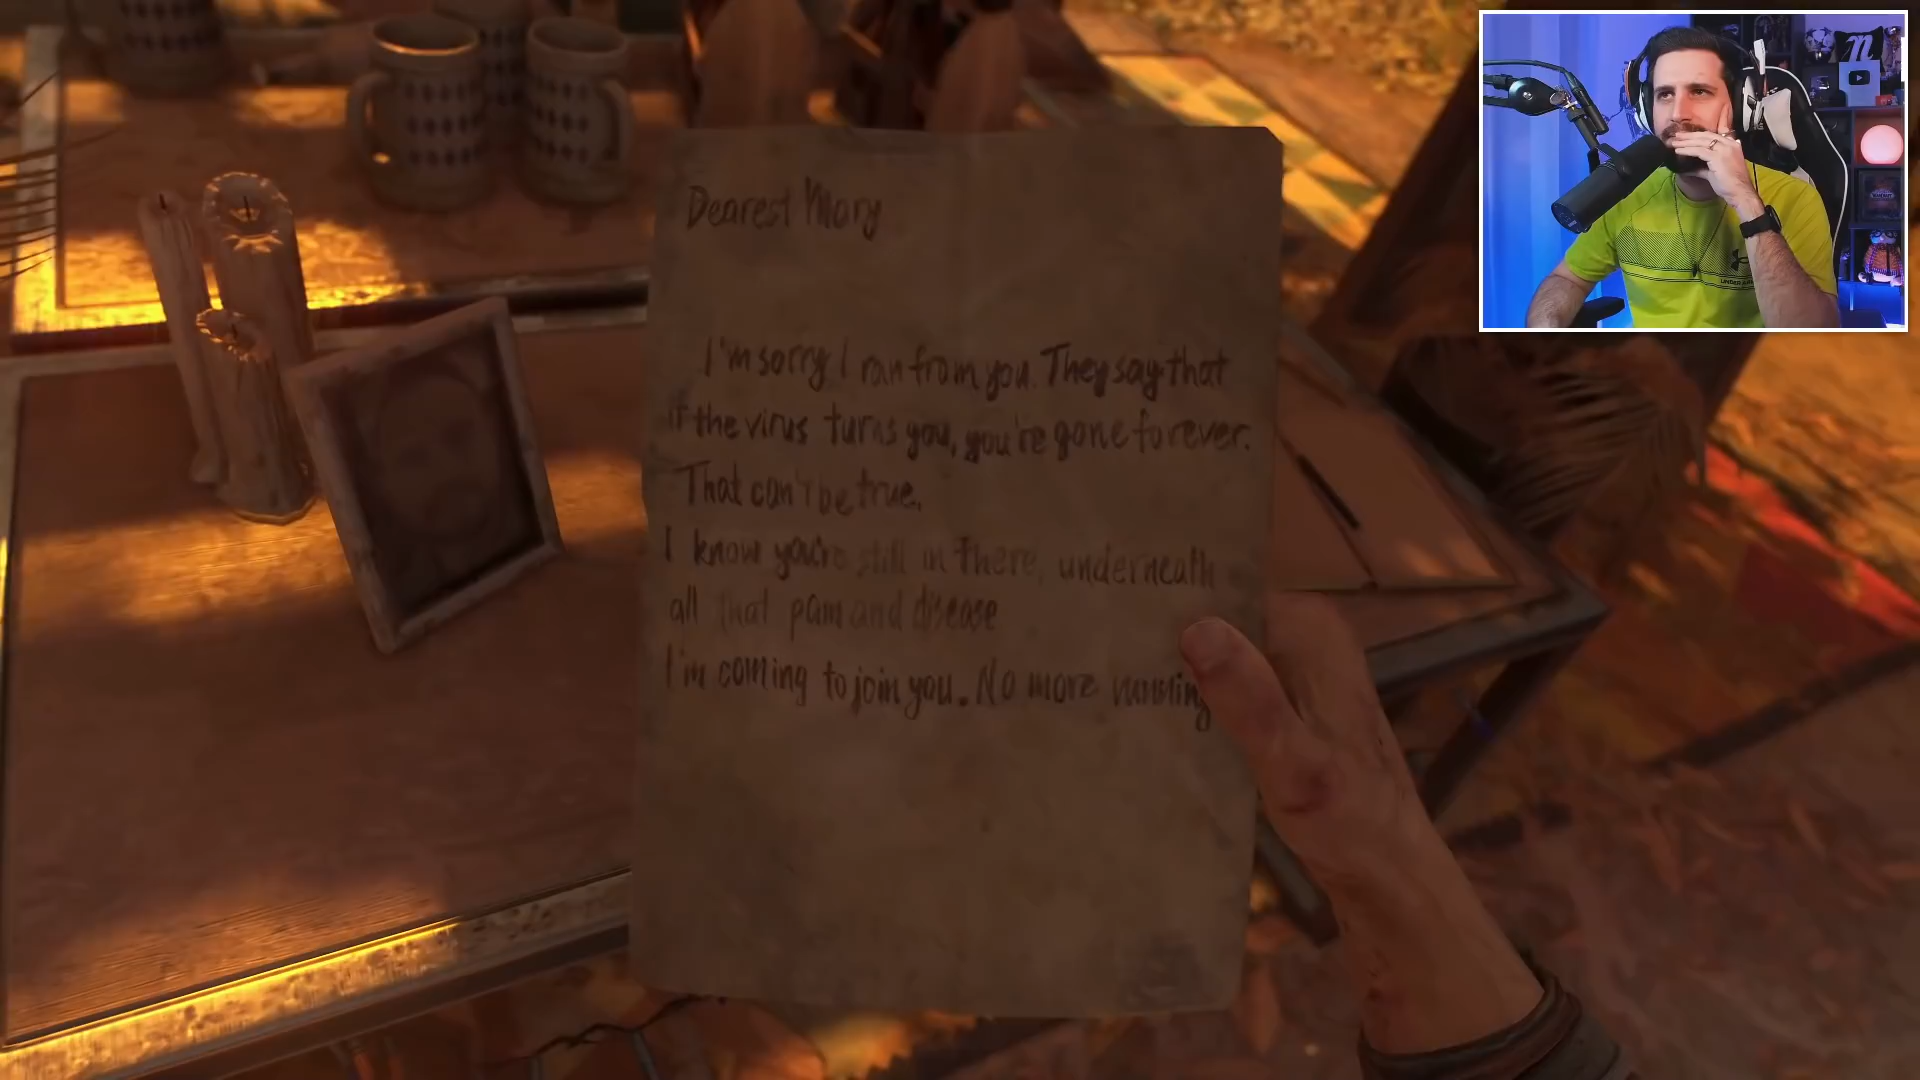 Dearest Mary
I'm sorry I ran from you. They say that
if the virus turns you, you're gone forever.
That can't be true.
I know you're still in there, underneath
all that pain and disease
I'm coming to join you. No more running
UNDER